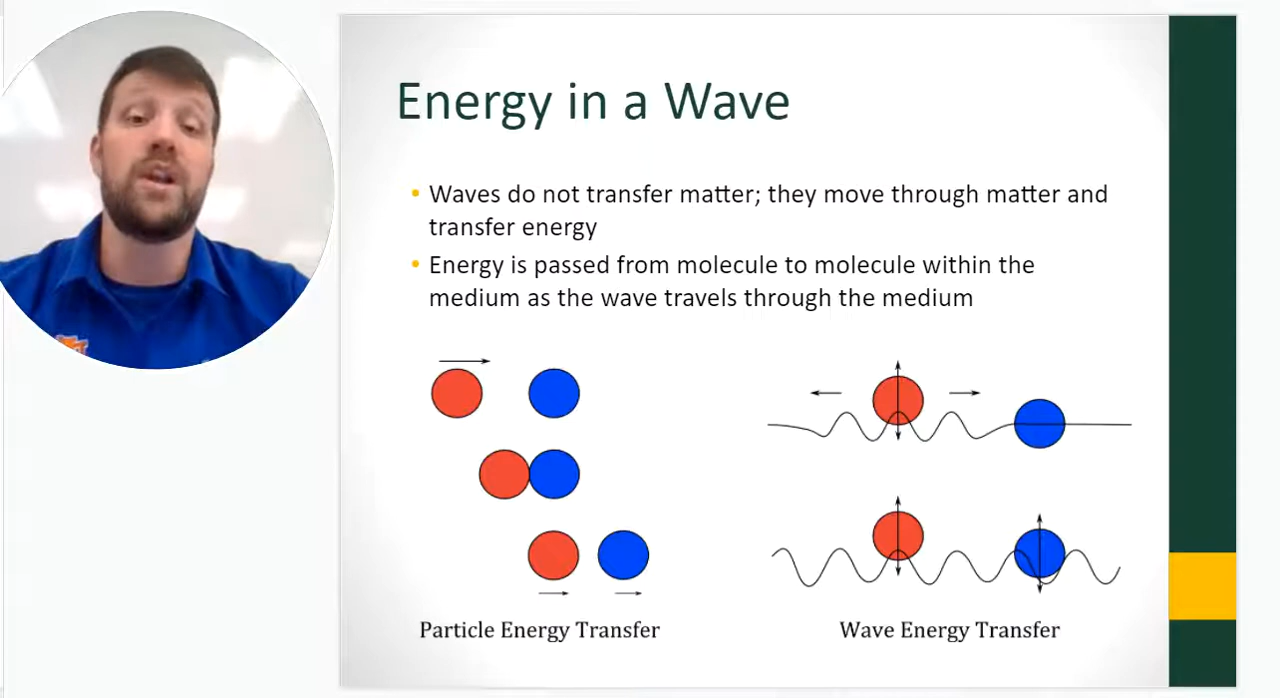 Energy in a Wave
Waves do not transfer matter; they move through matter and
transfer energy
Energy is passed from molecule to molecule within the
medium as the wave travels through the medium
Particle Energy Transfer
Wave Energy Transfer